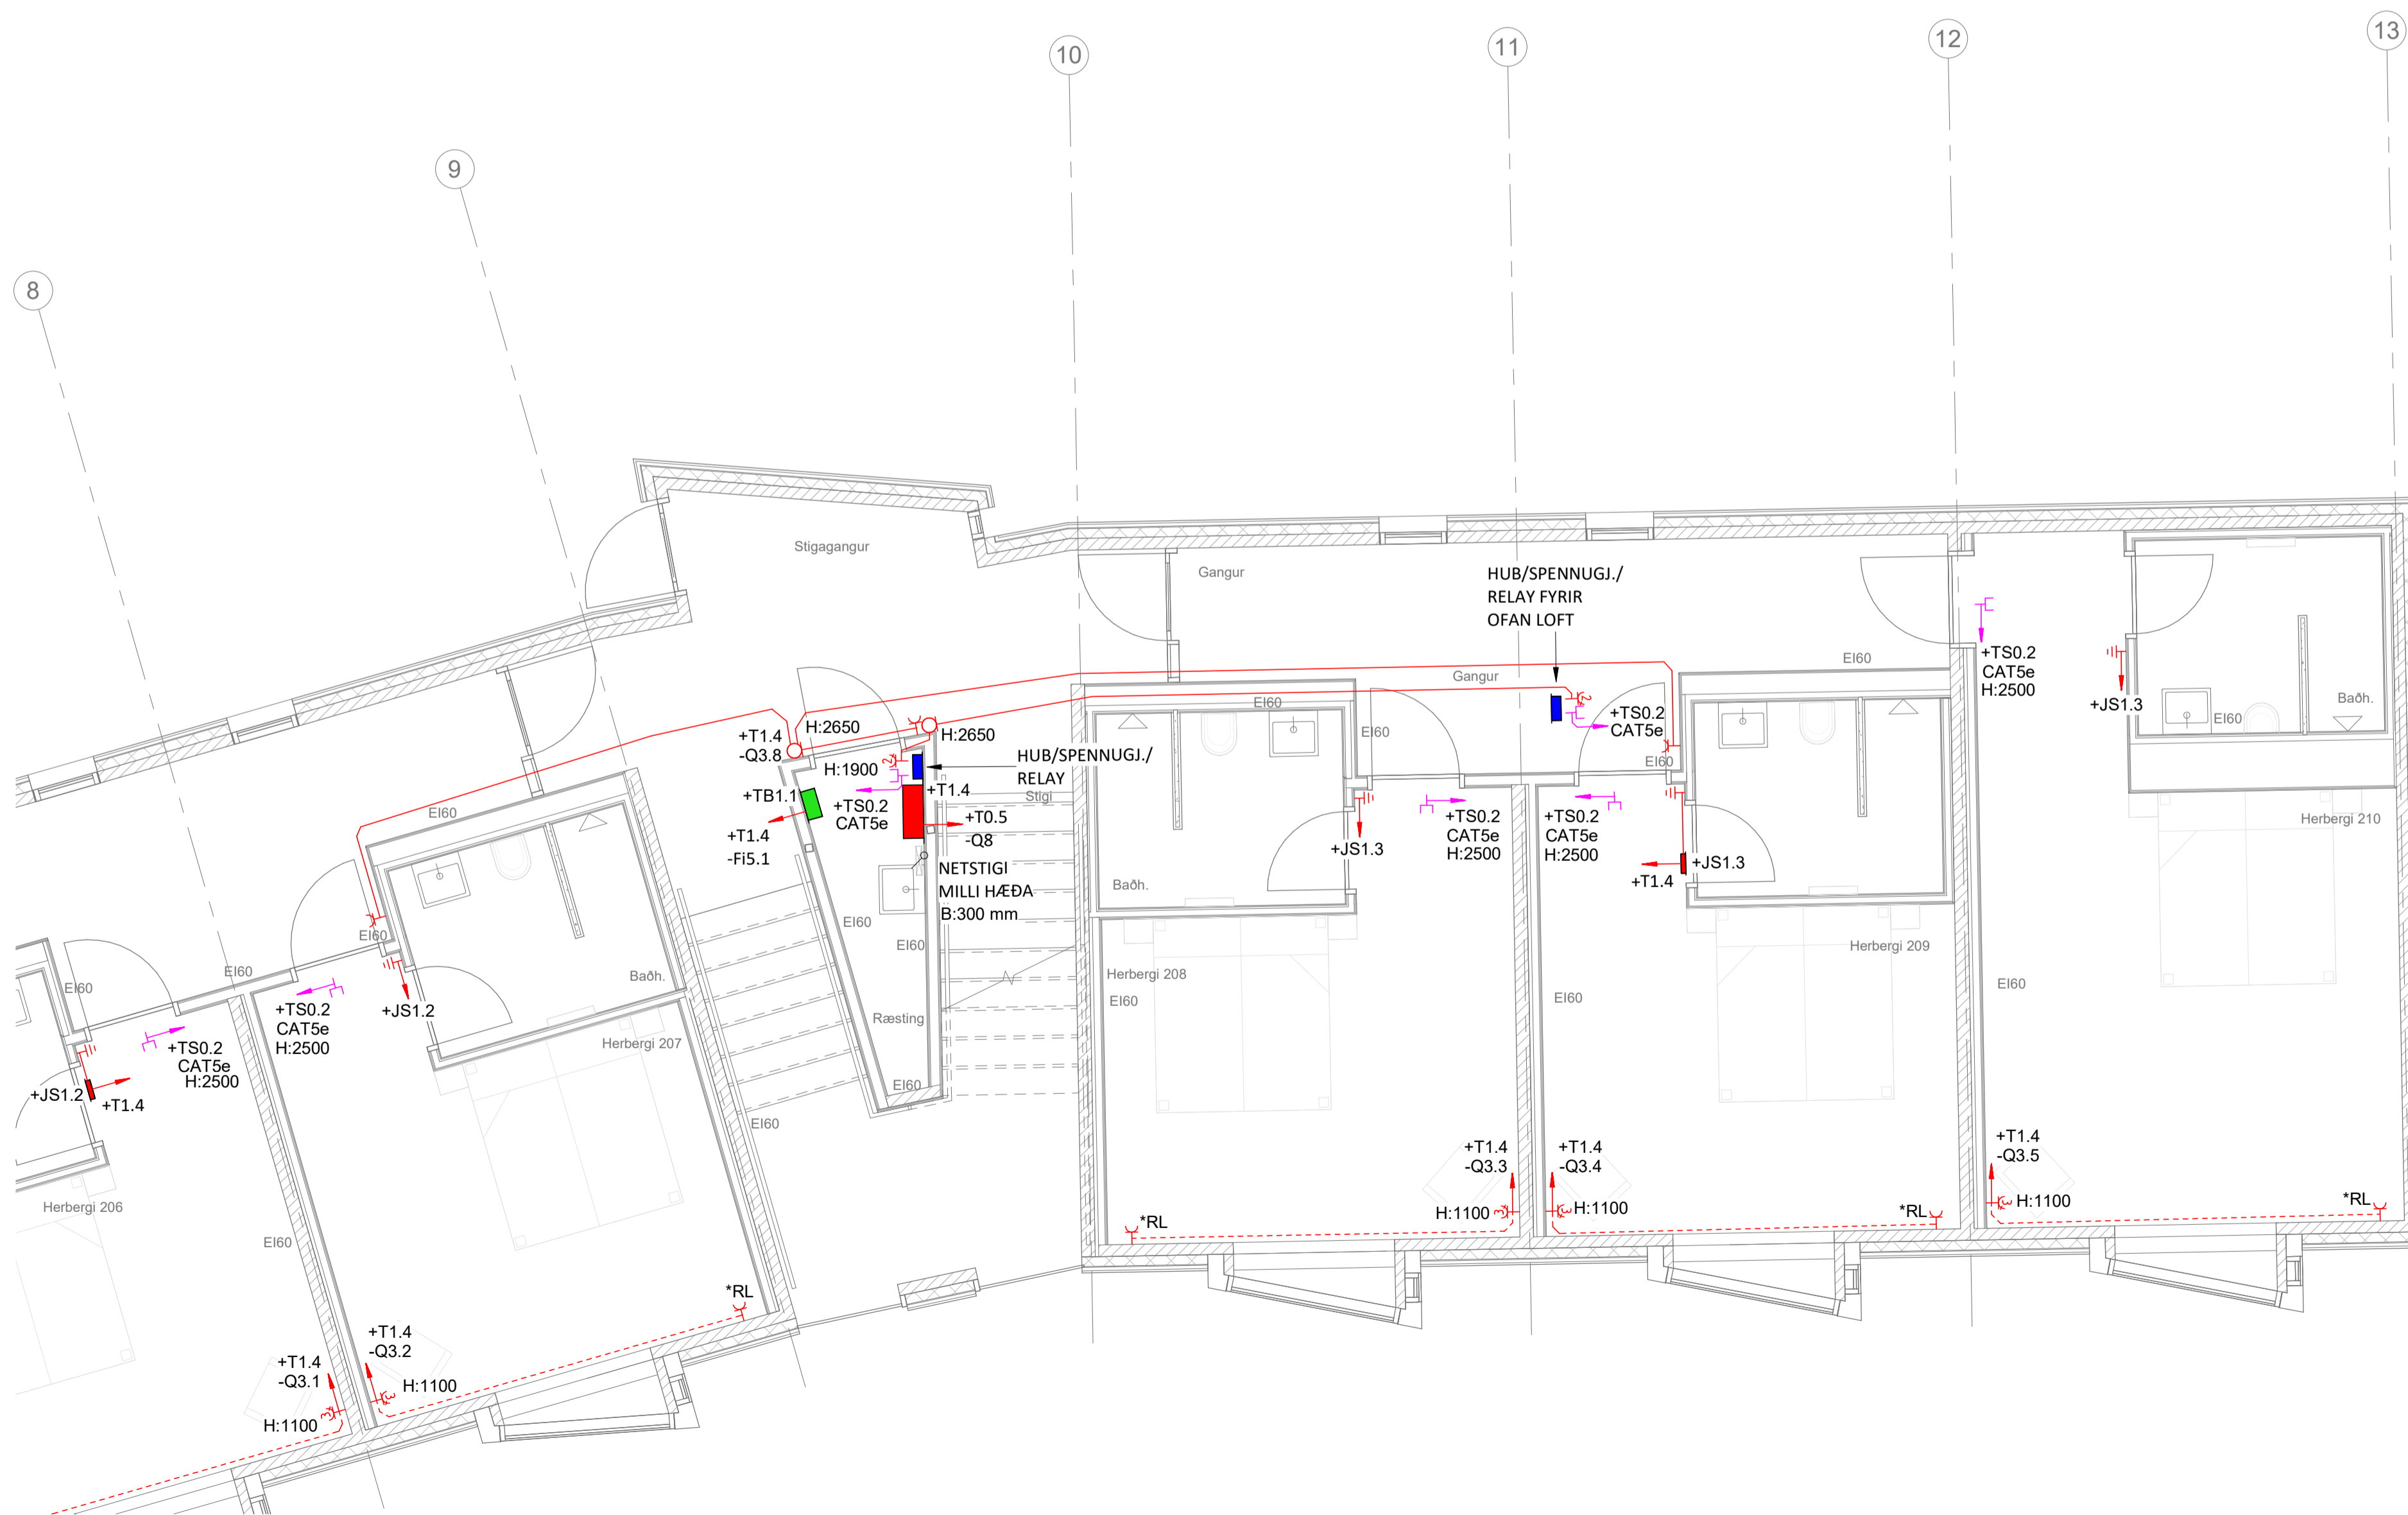 8
9
10
11
12
13
Stigagangur
Gangur
HUB/SPENNUGJ./
RELAY FYRIR
OFAN LOFT
Gangur
EI60
+TS0.2
CAT5e
H:2500
+JS1.3
Baðh.
EI60
Herbergi 210
+T1.4
-Q3.8
H:2650
H:2650
HUB/SPENNUGJ./
RELAY
H:1900
+T1.4
Stigi
+TB1.1
+TS0.2
CAT5e
+T0.5
-Q8
+T1.4
-Fi5.1
NETSTIGI
MILLI HÆÐA
B:300 mm
EI60
EI60
Ræsting
EI60
EI60
EI60
EI60
+TS0.2
CAT5e
EI60
+JS1.3
+TS0.2
CAT5e
H:2500
+TS0.2
CAT5e
H:2500
+JS1.3
+T1.4
Baðh.
Herbergi 208
EI60
EI60
Herbergi 209
EI60
EI60
EI60
EI60
EI60
Baðh.
+TS0.2
CAT5e
H:2500
+JS1.2
+TS0.2
CAT5e
H:2500
+JS1.2
+T1.4
Herbergi 207
Herbergi 206
EI60
+T1.4
-Q3.1
H:1100
+T1.4
-Q3.2
H:1100
*RL
*RL
+T1.4
-Q3.3
H:1100
+T1.4
-Q3.4
H:1100
*RL
+T1.4
-Q3.5
H:1100
*RL